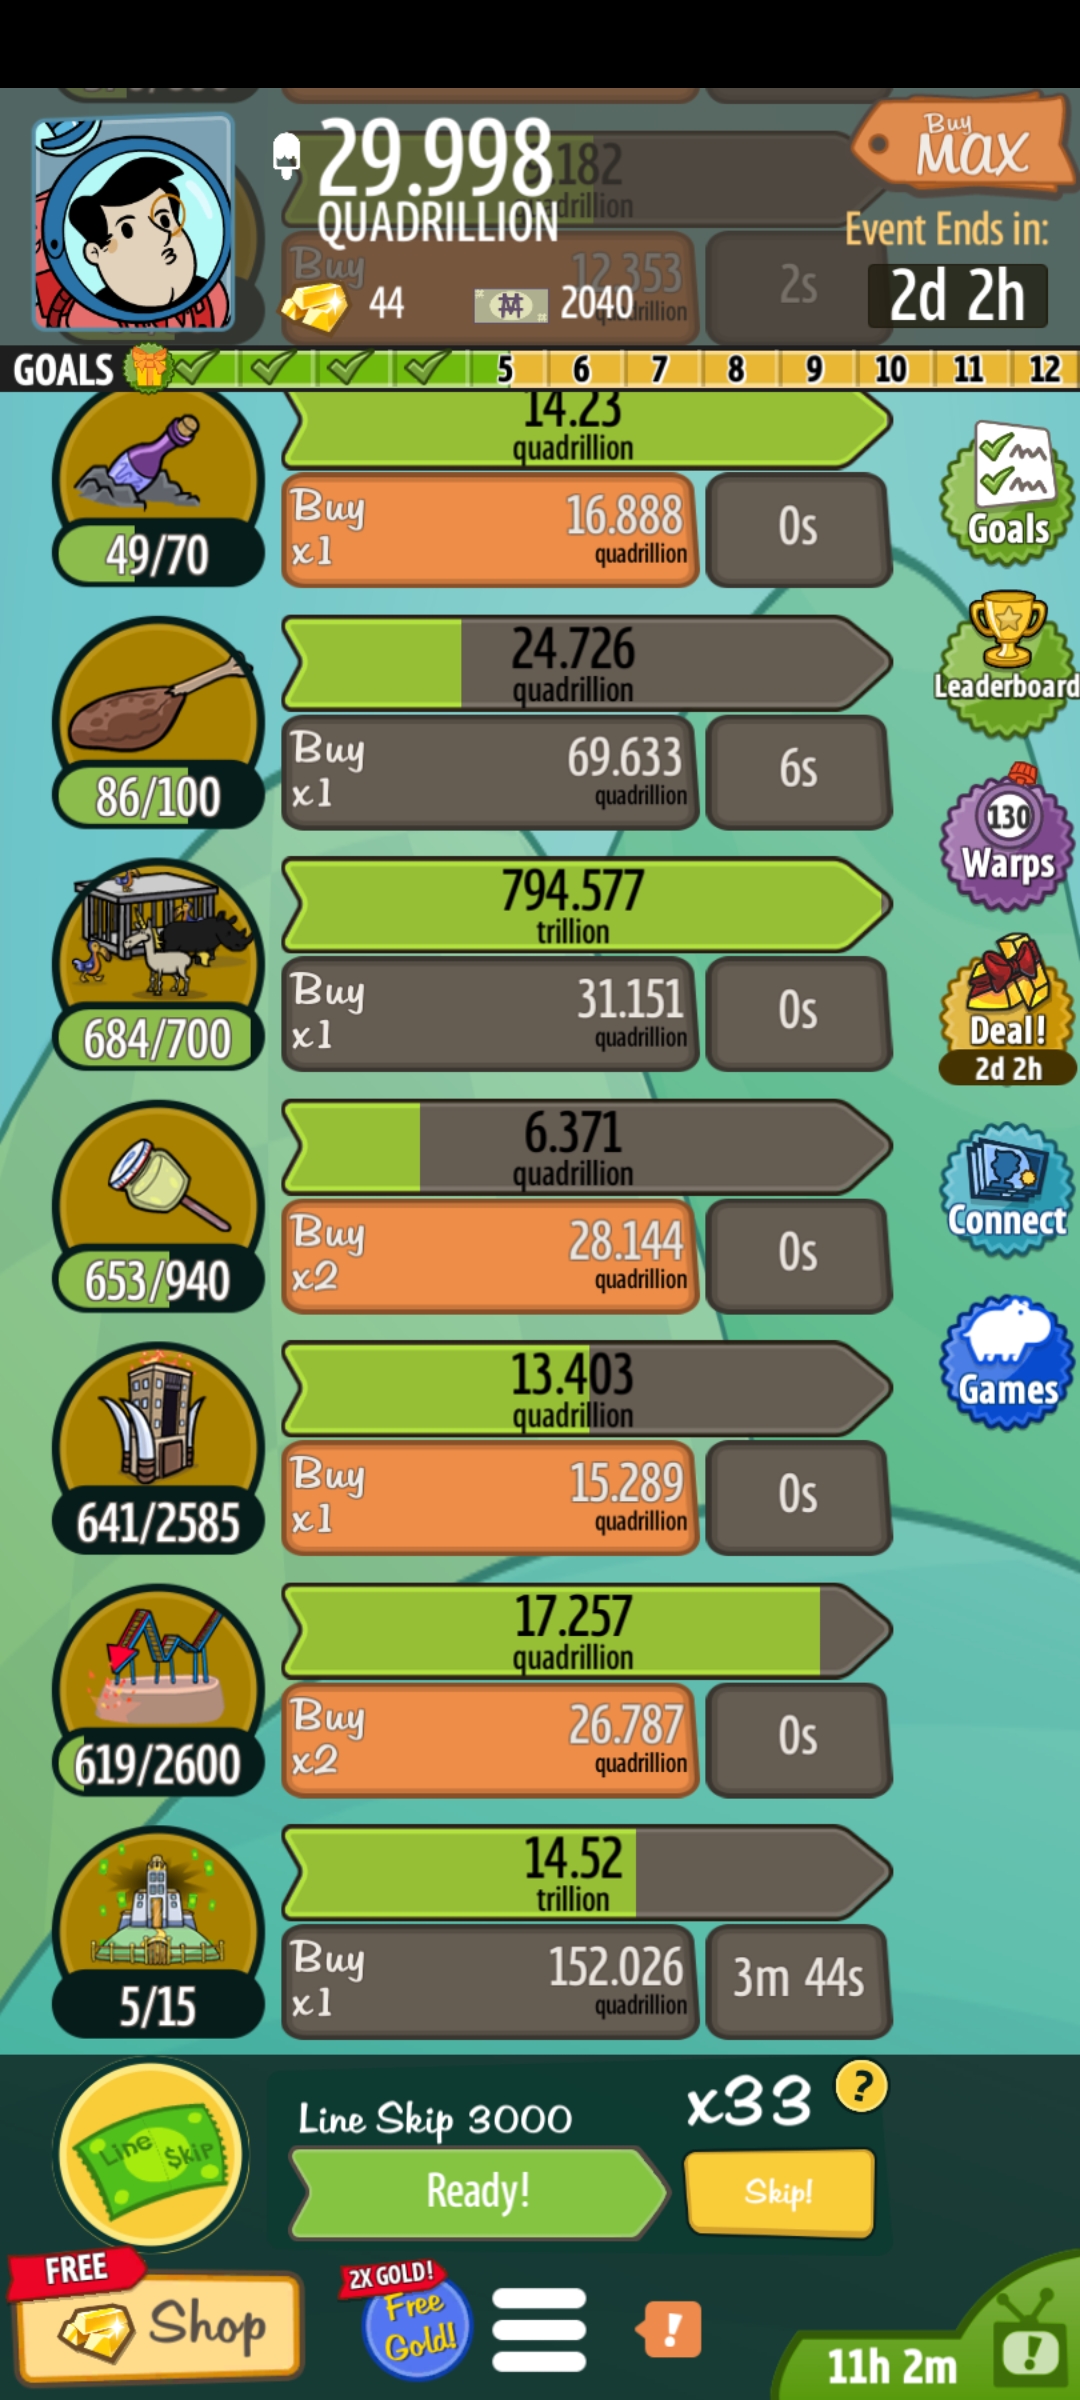 29.998
QUADRILLION
44
2040
Buy
MAX
Event Ends in:
2d 2h
182
quadrillion
Buy
12.353
quadrillion
2s
GOALS
5 6 7 8 9 10 11 12
14.23
quadrillion
49/70
Buy
x1
16.888
quadrillion
0s
Goals
24.726
quadrillion
86/100
Buy
x1
69.633
quadrillion
6s
Leaderboard
794.577
trillion
684/700
Buy
x1
31.151
quadrillion
0s
130
Warps
Deal!
2d 2h
6.371
quadrillion
653/940
Buy
x2
28.144
quadrillion
0s
Connect
13.403
quadrillion
641/2585
Buy
x1
15.289
quadrillion
0s
Games
17.257
quadrillion
619/2600
Buy
x2
26.787
quadrillion
0s
14.52
trillion
5/15
Buy
x1
152.026
quadrillion
3m 44s
Line $kip
Line Skip 3000
x33
?
Ready!
Skip!
FREE
Shop
2X GOLD!
Free
Gold!
!
11h 2m
!